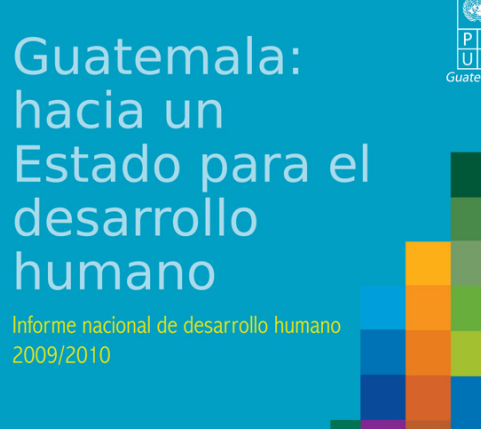 Guatemala:
hacia un
Estado para el
desarrollo
humano
Informe nacional de desarrollo humano
2009/2010
P
U